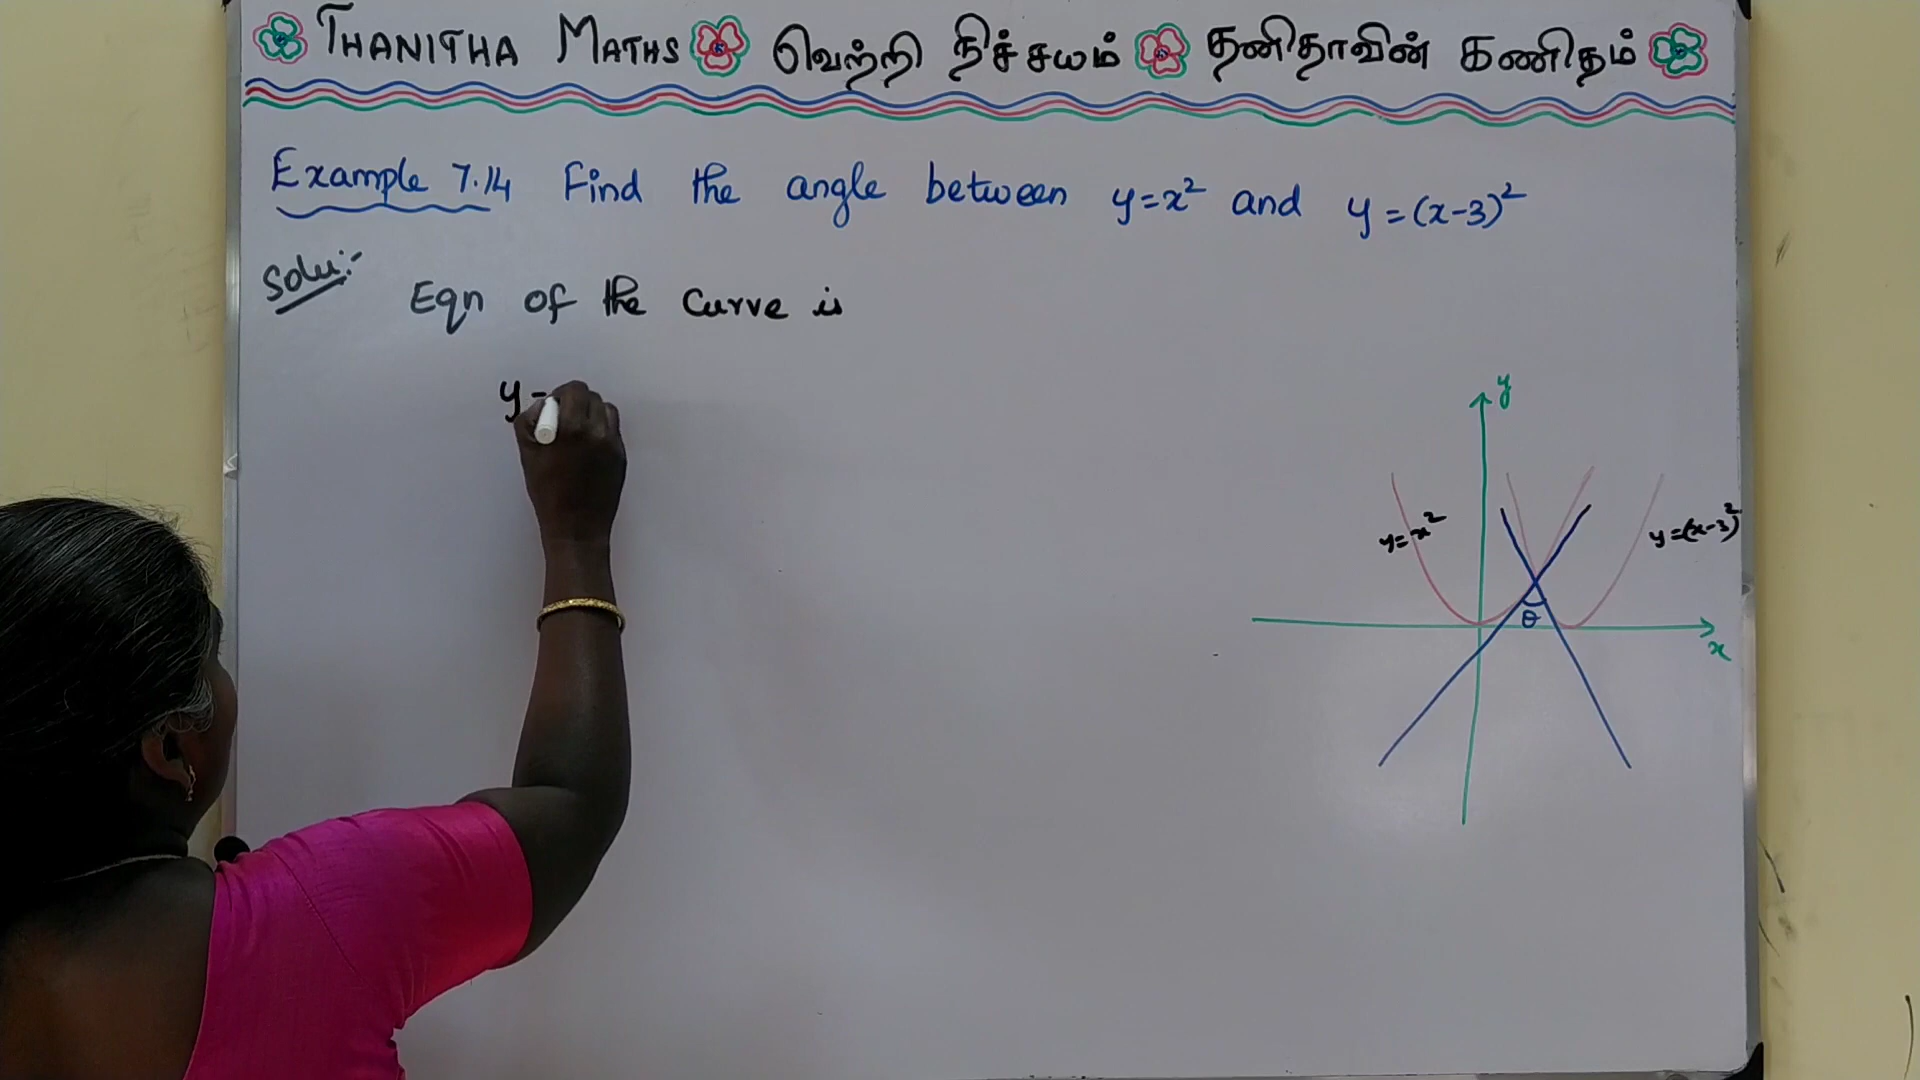 THANITHA MATHS வெற்றி நிச்சயம் தனிதாவின் கணிதம்
Example 7.14 Find the angle between y=x² and y=(x-3)²
Solu:- Eqn of the curve is
y=
y
y=x²
y=(x-3)²
θ
x